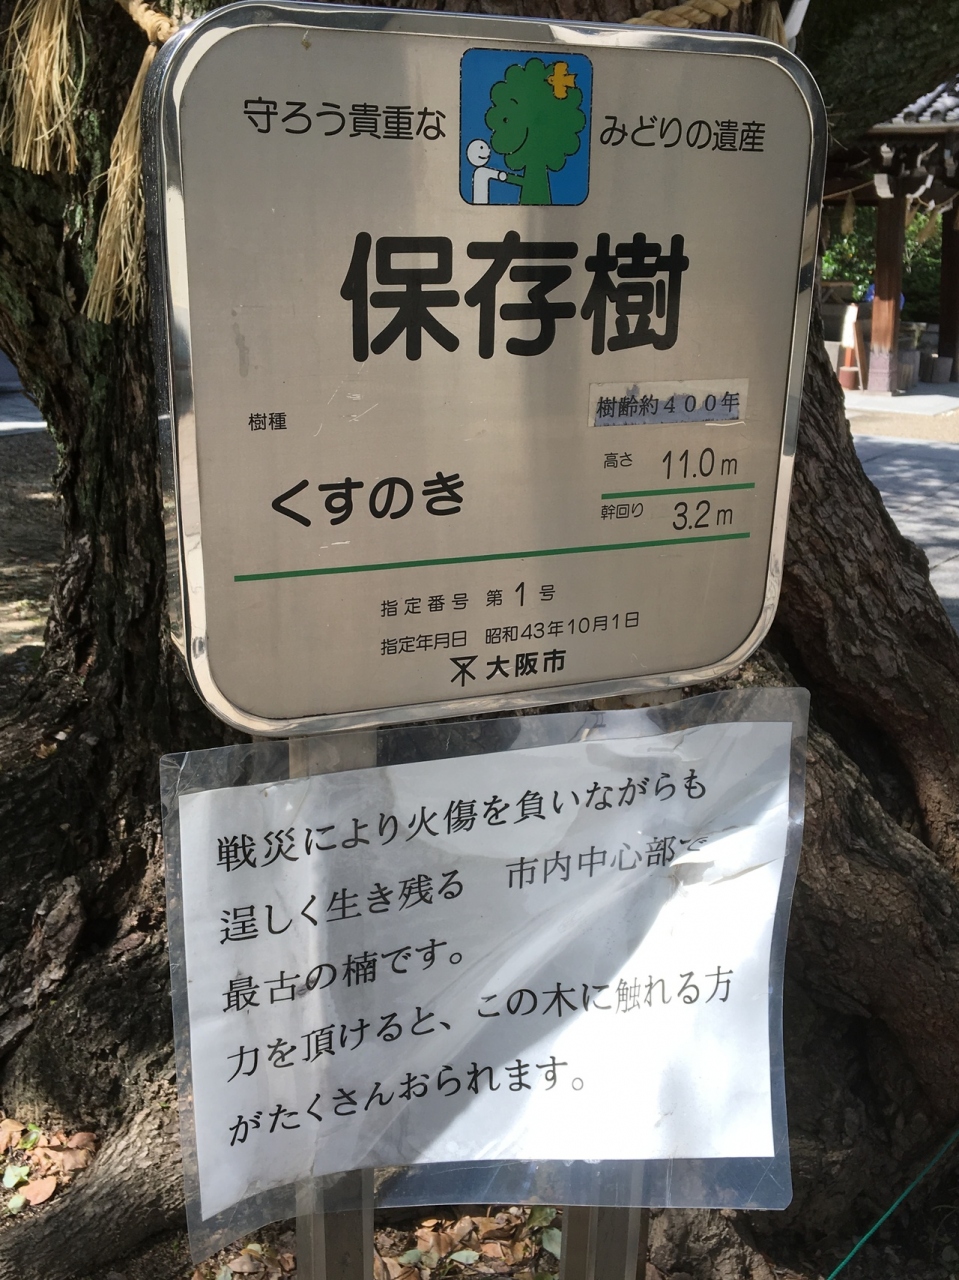 守ろう貴重な みどりの遺産
保存樹
樹齢約400年
樹種
高さ 11.0m
くすのき
幹回り 3.2m
指定番号 第1号
指定年月日 昭和43年10月1日
大阪市
戦災により火傷を負いながらも
逞しく生き残る 市内中心部で
最古の楠です。
力を頂けると、この木に触れる方
がたくさんおられます。